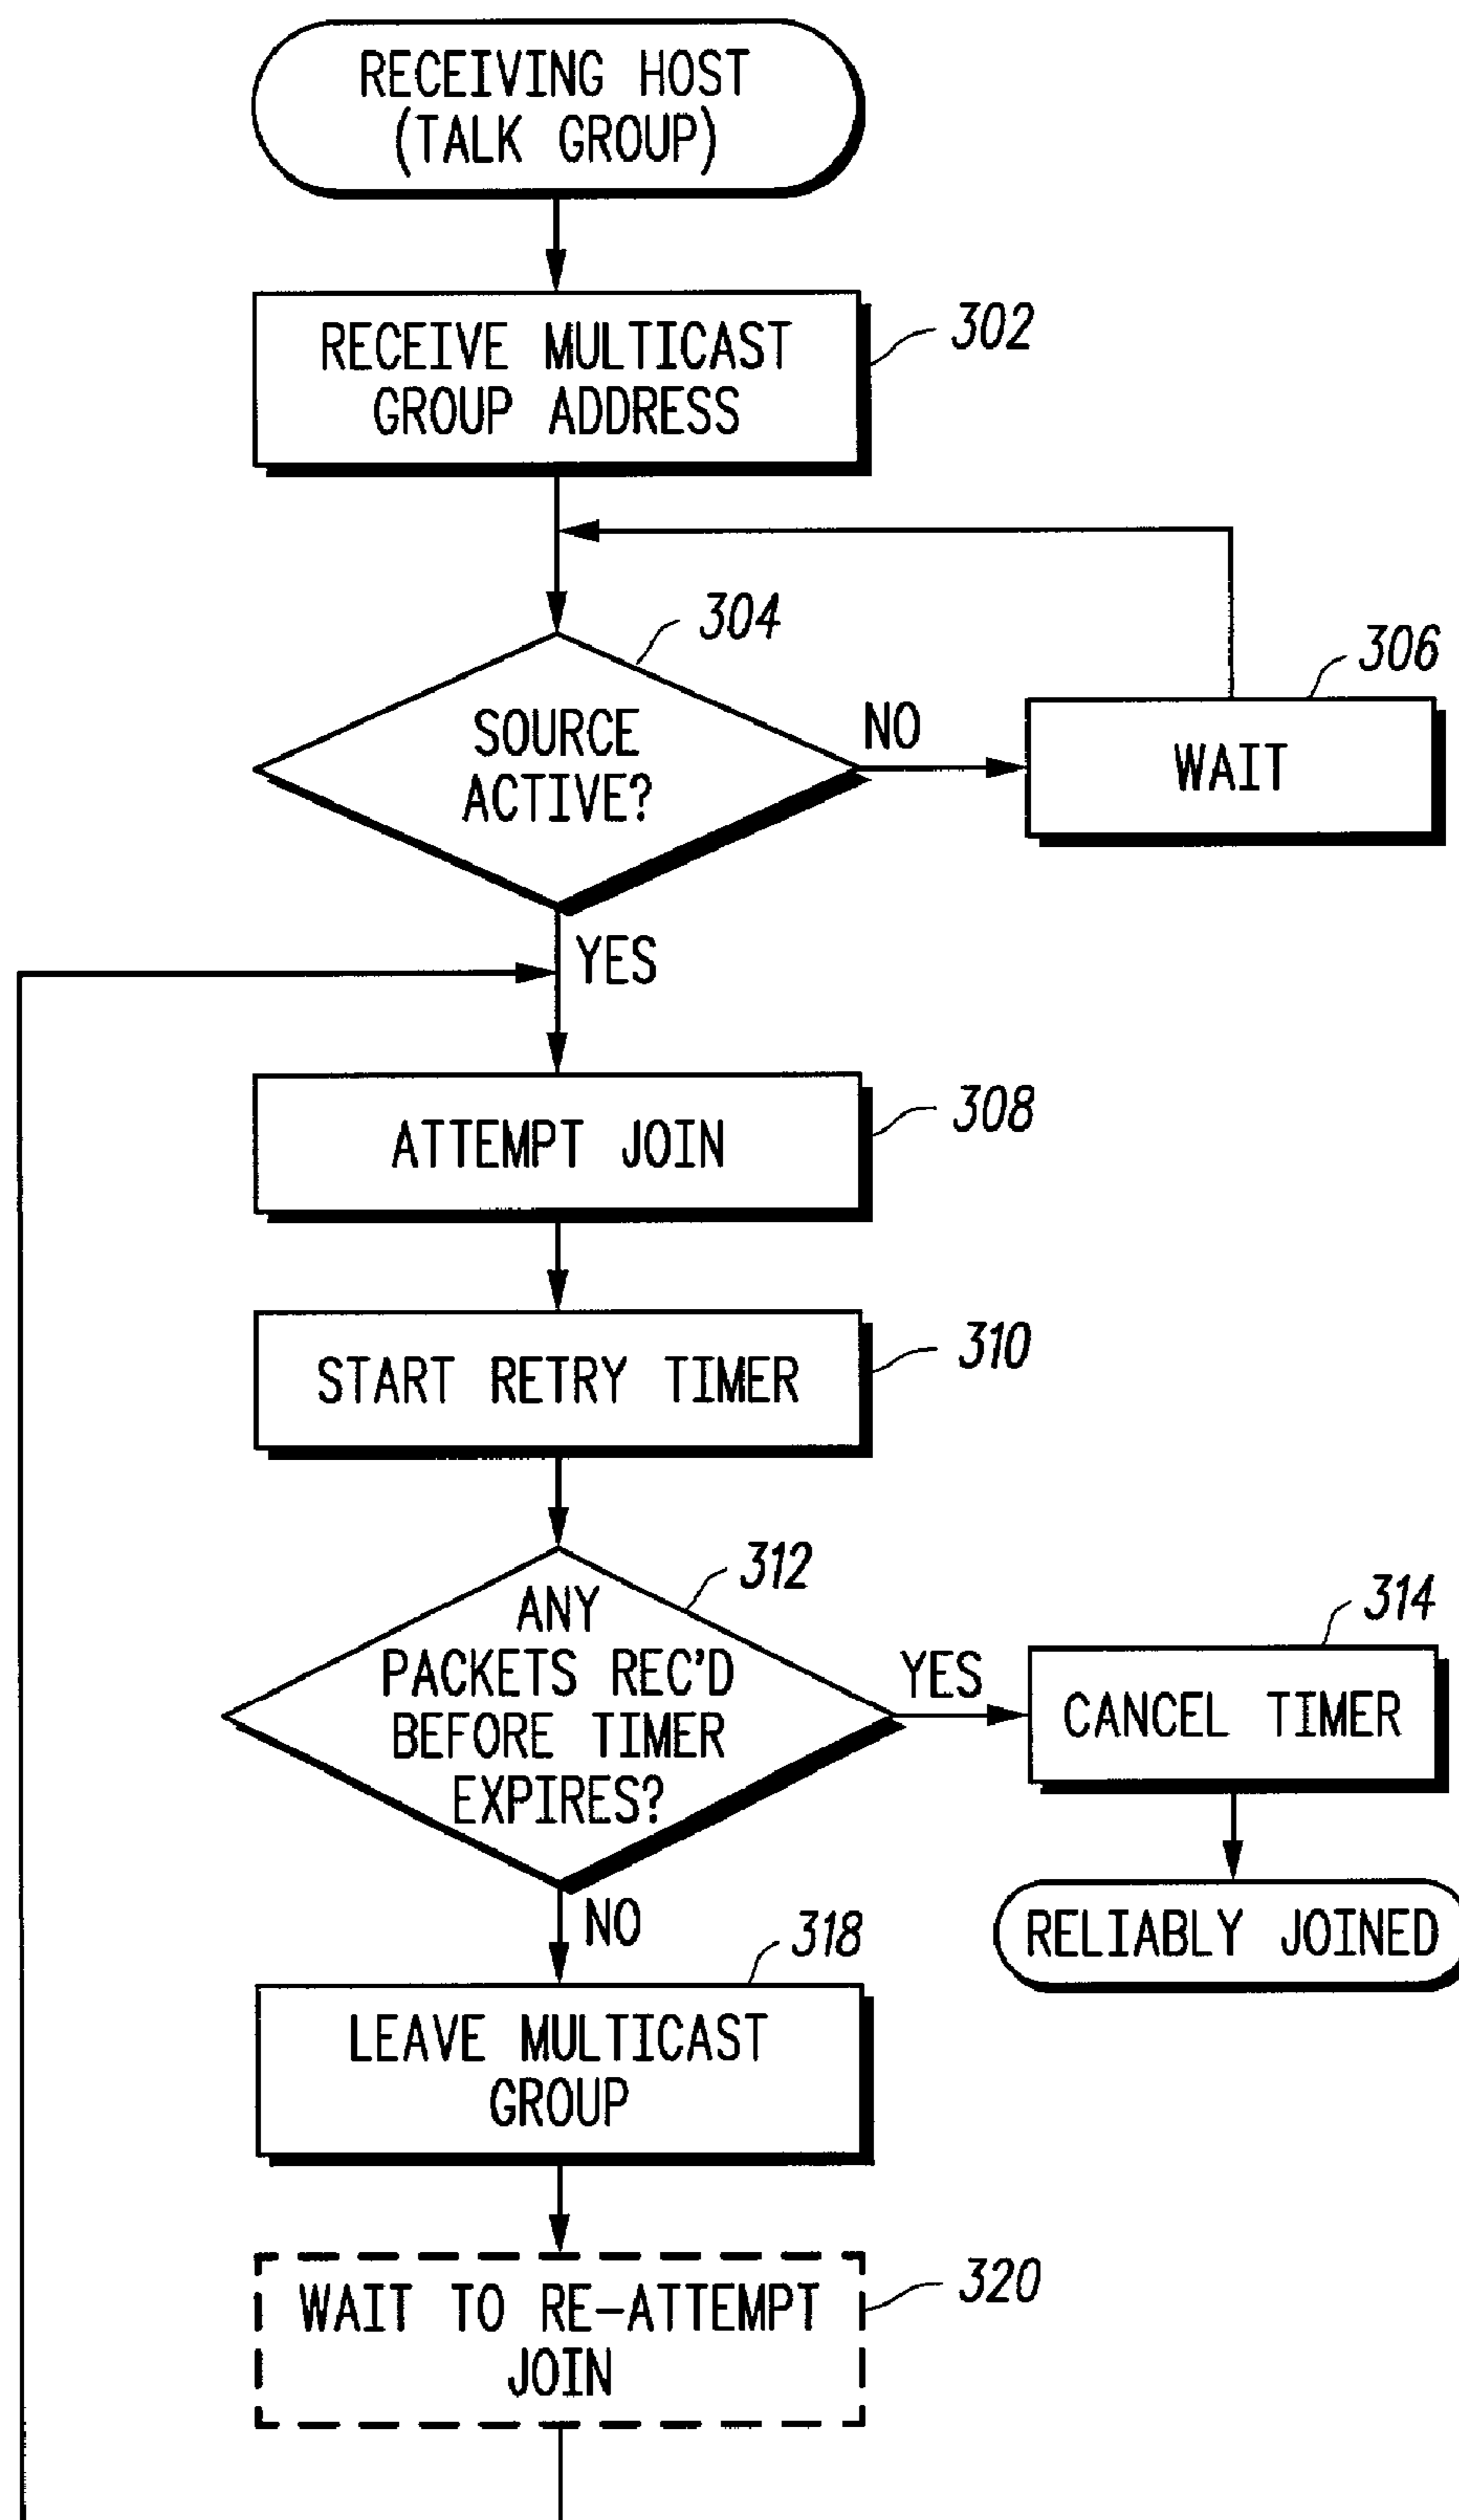 RECEIVING HOST
(TALK GROUP)
RECEIVE MULTICAST
GROUP ADDRESS
302
304
SOURCE
ACTIVE?
NO
306
WAIT
YES
ATTEMPT JOIN
308
START RETRY TIMER
310
312
ANY
PACKETS REC'D
BEFORE TIMER
EXPIRES?
YES
314
CANCEL TIMER
RELIABLY JOINED
NO
318
LEAVE MULTICAST
GROUP
WAIT TO RE-ATTEMPT
JOIN
320